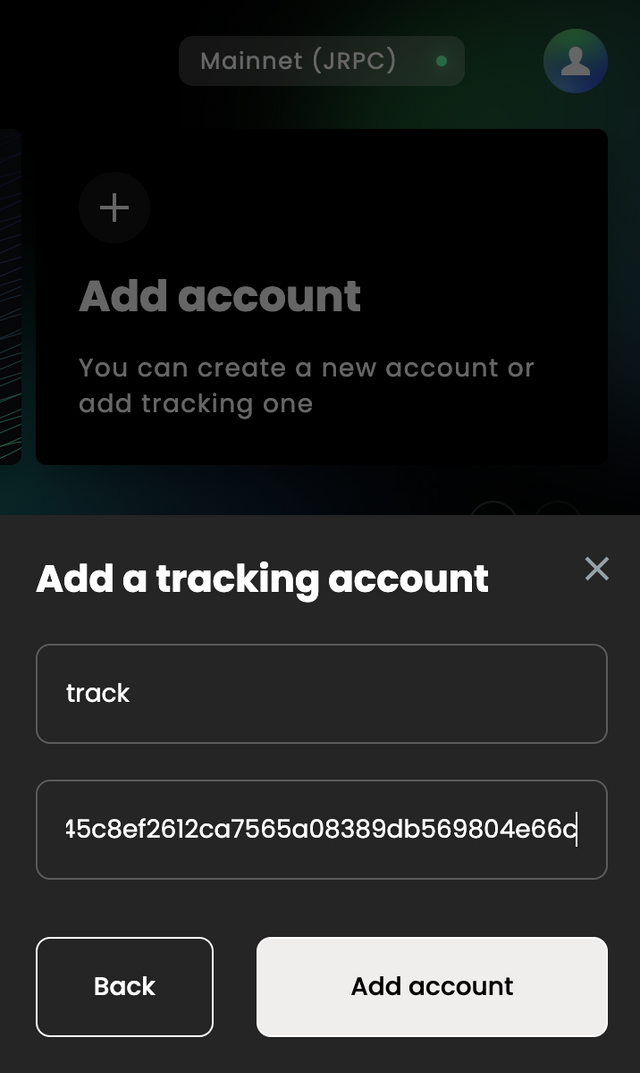 Mainnet (JRPC)
Add account
You can create a new account or
add tracking one
Add a tracking account
track
45c8ef2612ca7565a08389db569804e66c
Back
Add account